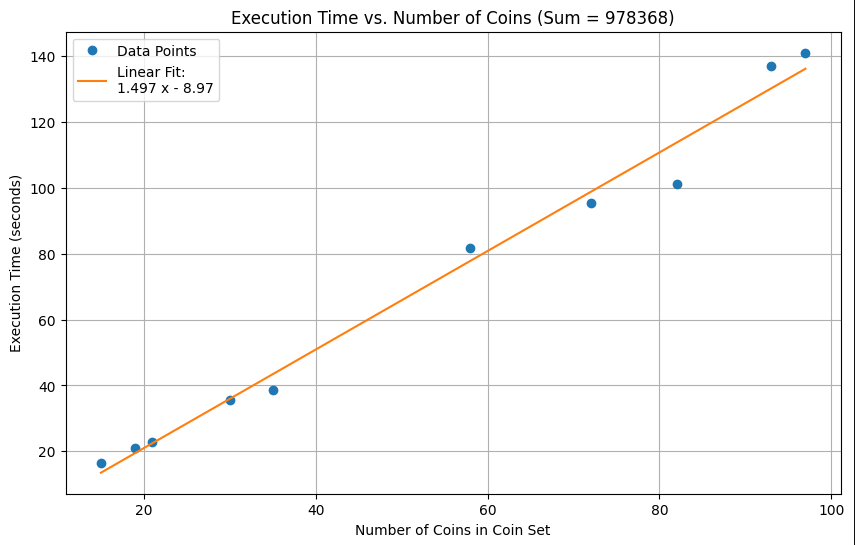 Execution Time vs. Number of Coins (Sum = 978368)
Data Points
Linear Fit:
1.497 x - 8.97
Execution Time (seconds)
140
120
100
80
60
40
20
20 40 60 80 100
Number of Coins in Coin Set